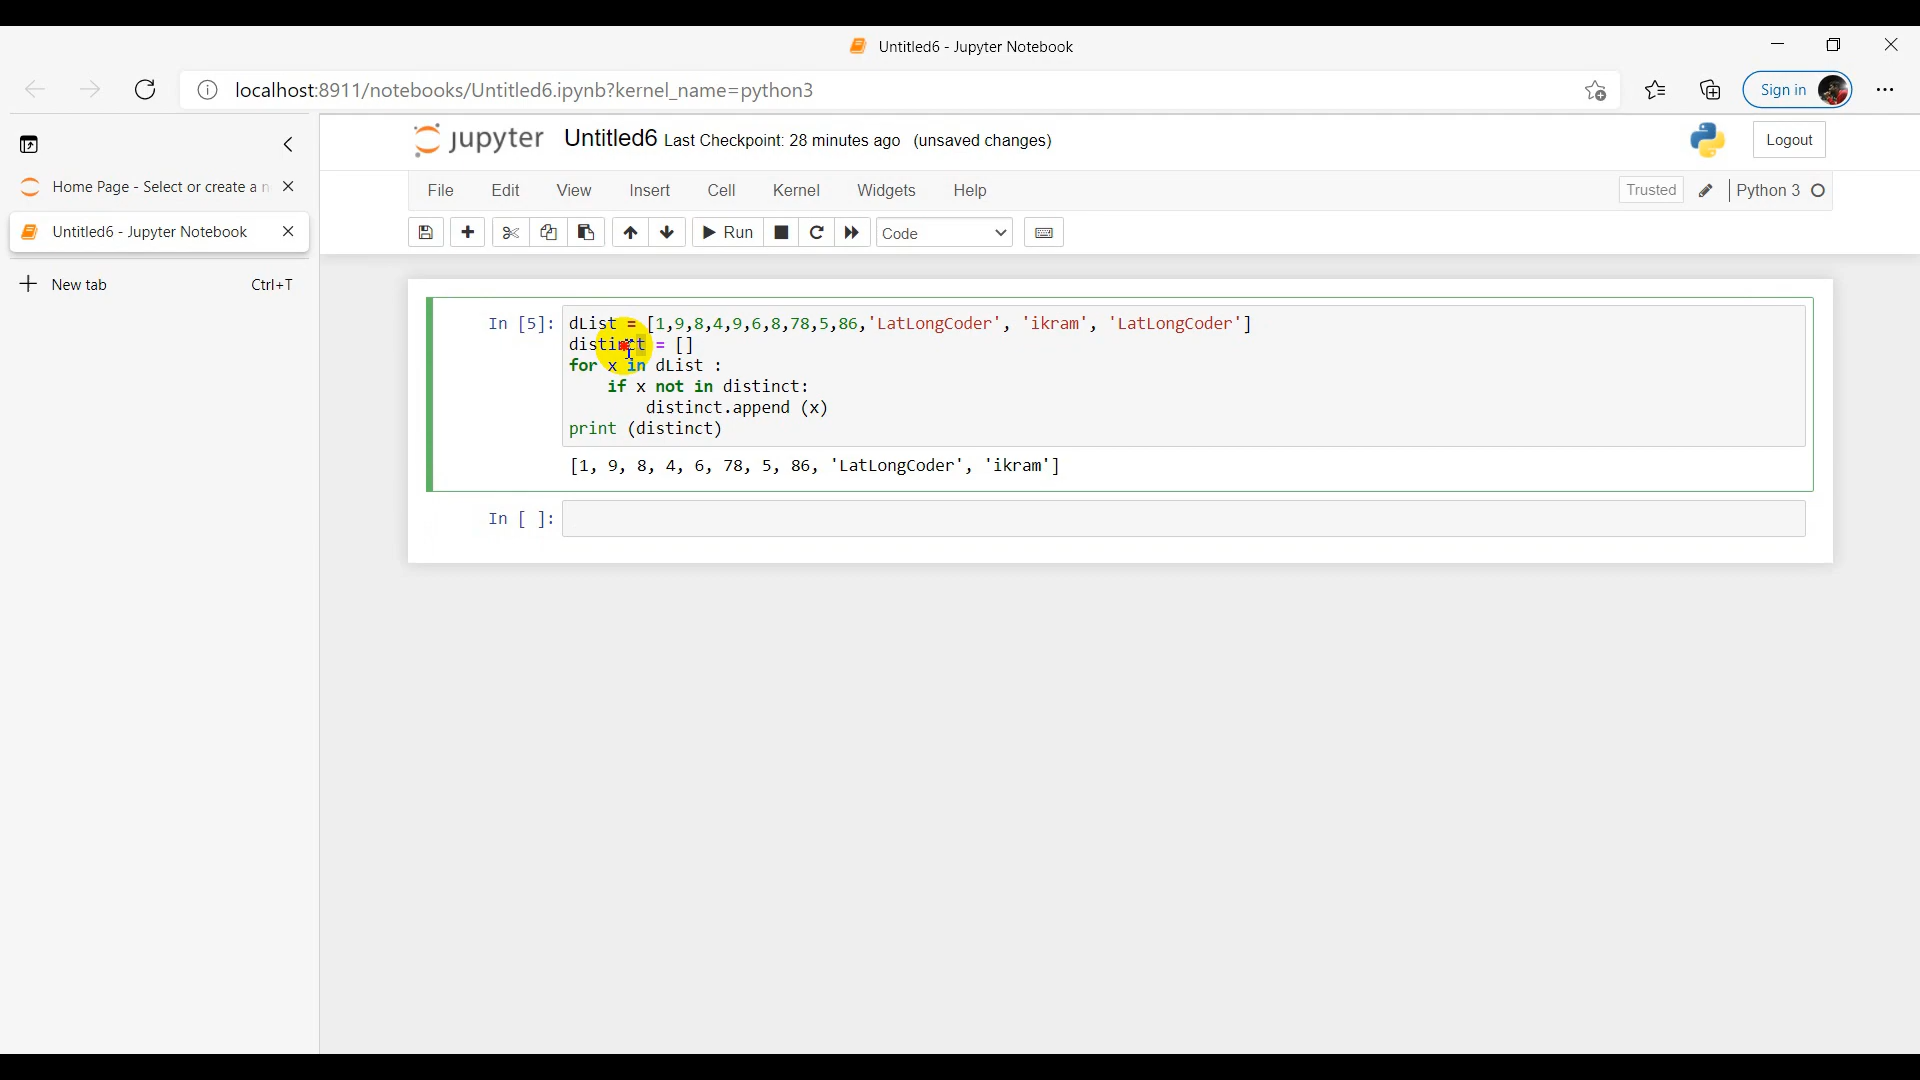 Untitled6 - Jupyter Notebook
localhost:8911/notebooks/Untitled6.ipynb?kernel_name=python3
Sign in
jupyter Untitled6 Last Checkpoint: 28 minutes ago (unsaved changes)
Logout
Home Page - Select or create a n
File Edit View Insert Cell Kernel Widgets Help
Trusted
Python 3
Untitled6 - Jupyter Notebook
Run
Code
New tab Ctrl+T
In [5]: dList = [1,9,8,4,9,6,8,78,5,86,'LatLongCoder', 'ikram', 'LatLongCoder']
distinct = []
for x in dList :
if x not in distinct:
distinct.append (x)
print (distinct)
[1, 9, 8, 4, 6, 78, 5, 86, 'LatLongCoder', 'ikram']
In [ ]: